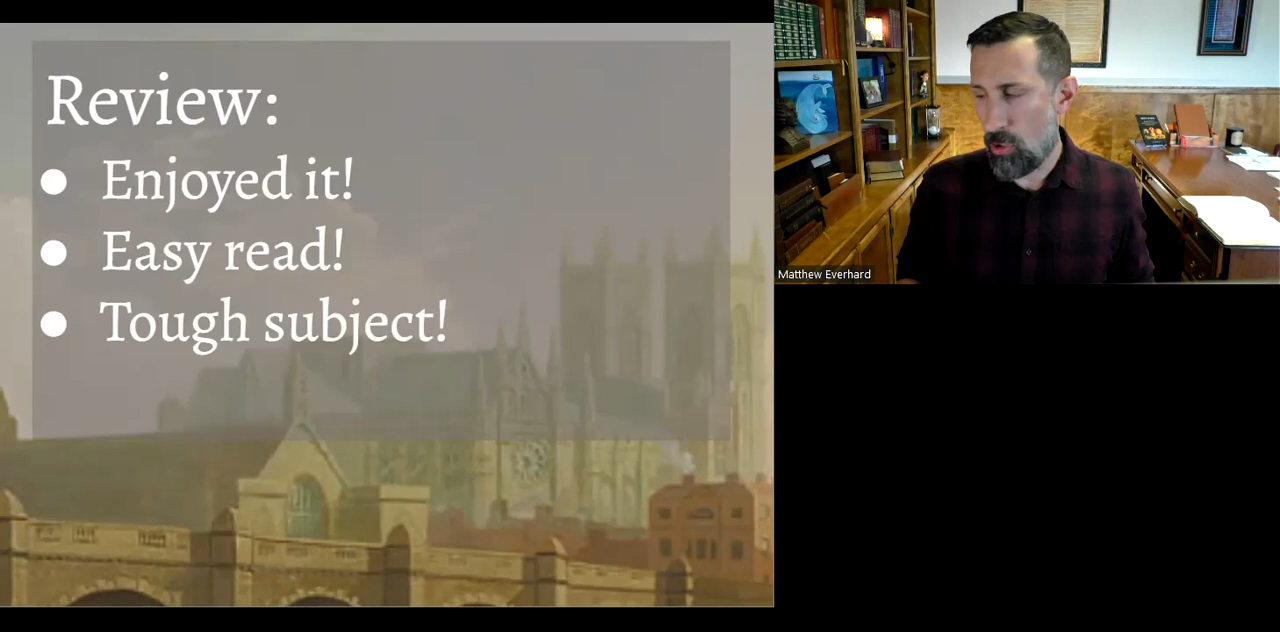 Review:
● Enjoyed it!
● Easy read!
● Tough subject!
Matthew Everhard